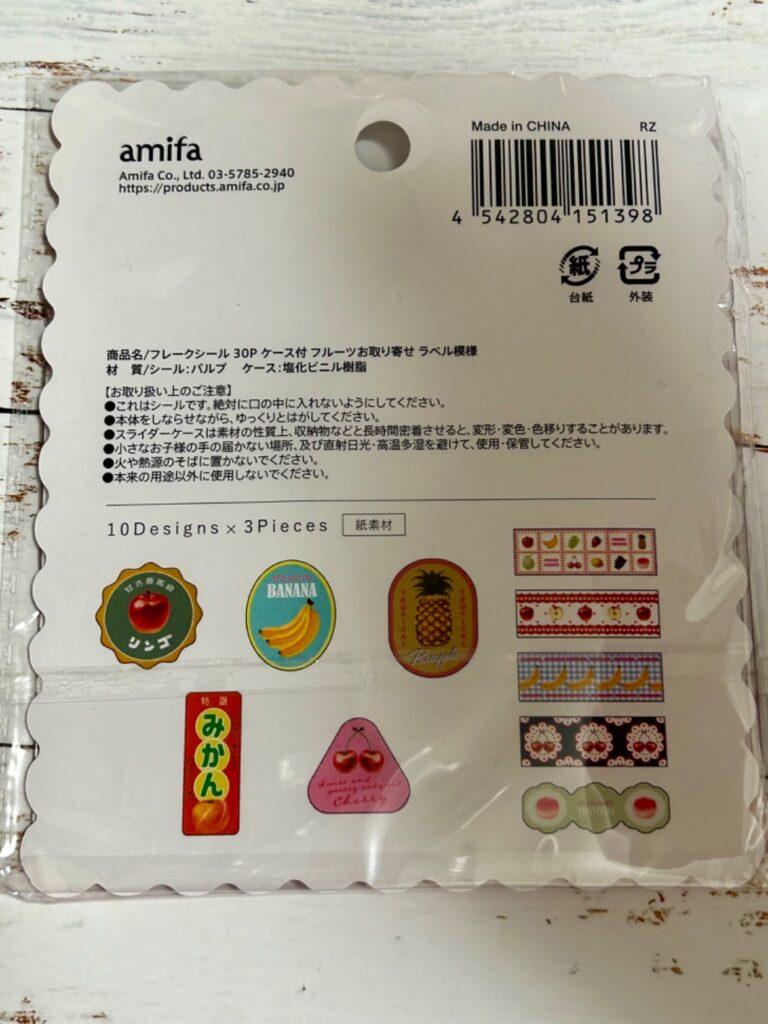 amifa
Amifa Co., Ltd. 03-5785-2940
https://products.amifa.co.jp
Made in CHINA RZ
4 542804 151398
紙 プラ
台紙 外装
商品名/フレークシール 30P ケース付 フルーツお取り寄せ ラベル模様
材 質/シール:パルプ ケース:塩化ビニル樹脂
【お取り扱い上のご注意】
●これはシールです。絶対に口の中に入れないようにしてください。
●本体をしならせながら、ゆっくりとはがしてください。
●スライダーケースは素材の性質上、収納物などと長時間密着させると、変形・変色・色移りすることがあります。
●小さなお子様の手の届かない場所、及び直射日光・高温多湿を避けて、使用・保管してください。
●火や熱源のそばに置かないでください。
●本来の用途以外に使用しないでください。
10Designs × 3Pieces 紙素材
リンゴ
BANANA
TROPICAL
TROPICAL
Pineapple
特選
みかん
sweet and
Cherry
momo